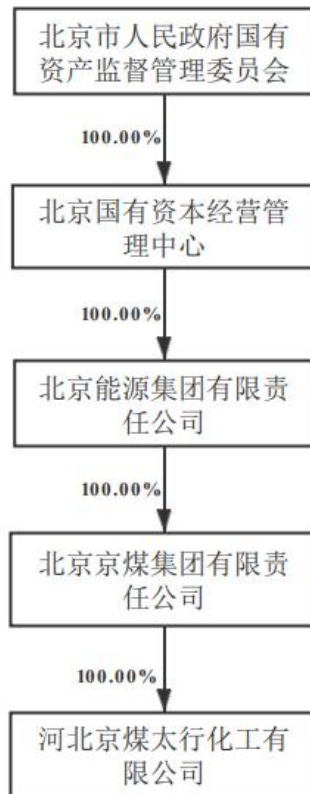 北京市人民政府国有
资产监督管理委员会
100.00%
北京国有资本经营管
理中心
100.00%
北京能源集团有限责
任公司
100.00%
北京京煤集团有限责
任公司
100.00%
河北京煤太行化工有
限公司